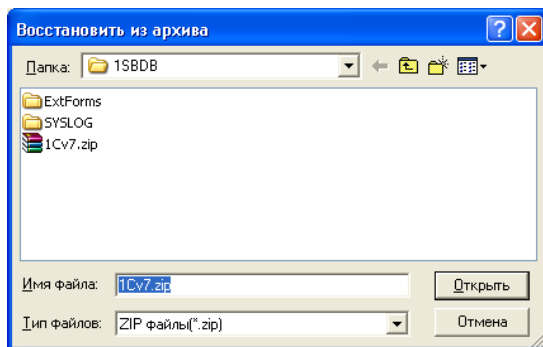 Восстановить из архива
Папка: 1SBDB
ExtForms
SYSLOG
1Cv7.zip
Имя файла: 1Cv7.zip Открыть
Тип файлов: ZIP файлы(*.zip) Отмена